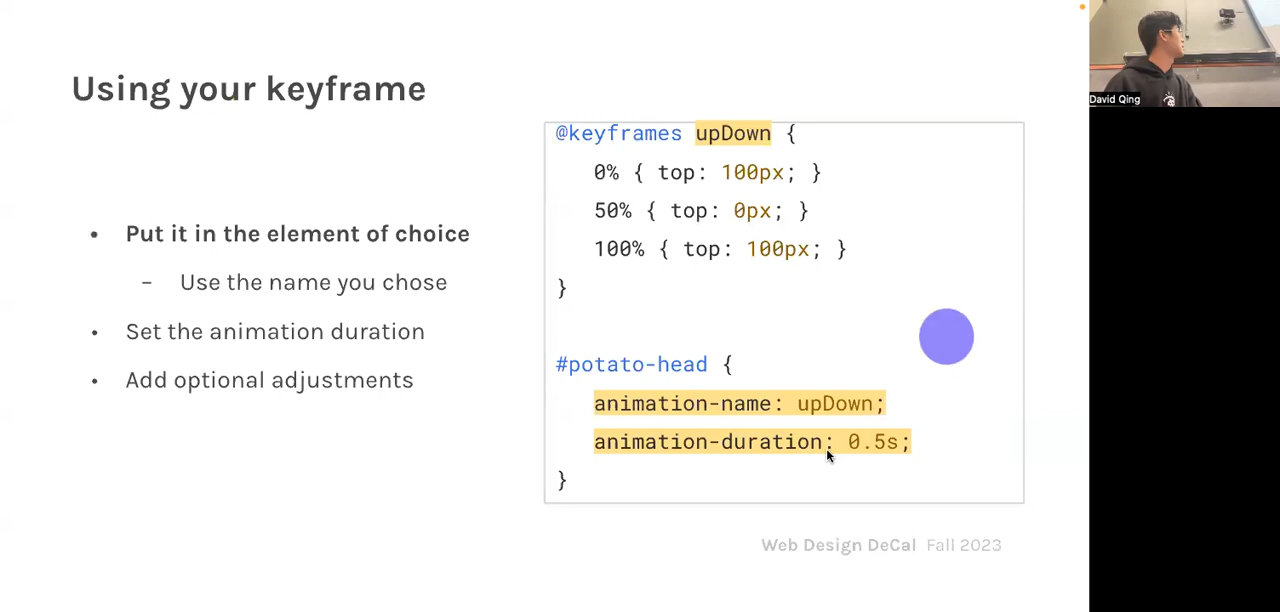 Using your keyframe
• Put it in the element of choice
– Use the name you chose
• Set the animation duration
• Add optional adjustments
@keyframes upDown {
0% { top: 100px; }
50% { top: 0px; }
100% { top: 100px; }
}
#potato-head {
animation-name: upDown;
animation-duration: 0.5s;
}
Web Design DeCal Fall 2023
David Qing